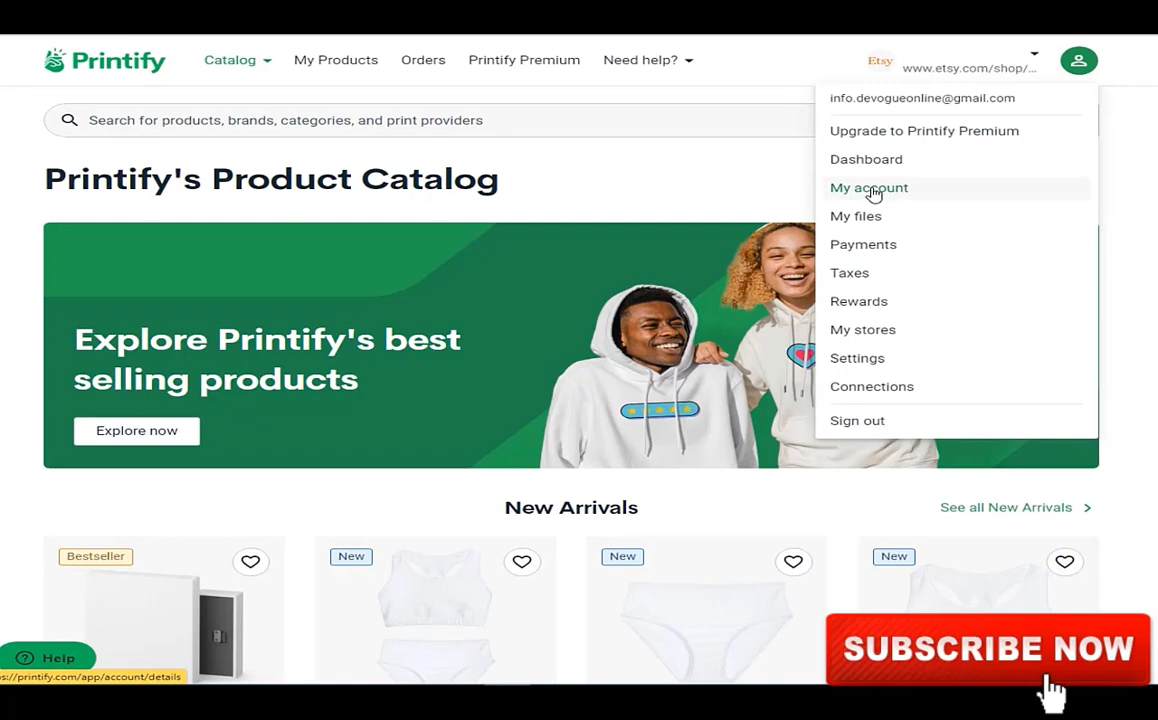 Printify
Catalog
My Products
Orders
Printify Premium
Need help?
Etsy
www.etsy.com/shop/...
info.devogueonline@gmail.com
Upgrade to Printify Premium
Dashboard
My account
My files
Payments
Taxes
Rewards
My stores
Settings
Connections
Sign out
Search for products, brands, categories, and print providers
Printify's Product Catalog
Explore Printify's best
selling products
Explore now
New Arrivals
See all New Arrivals
Bestseller
New
New
New
Help
s://printify.com/app/account/details
SUBSCRIBE NOW